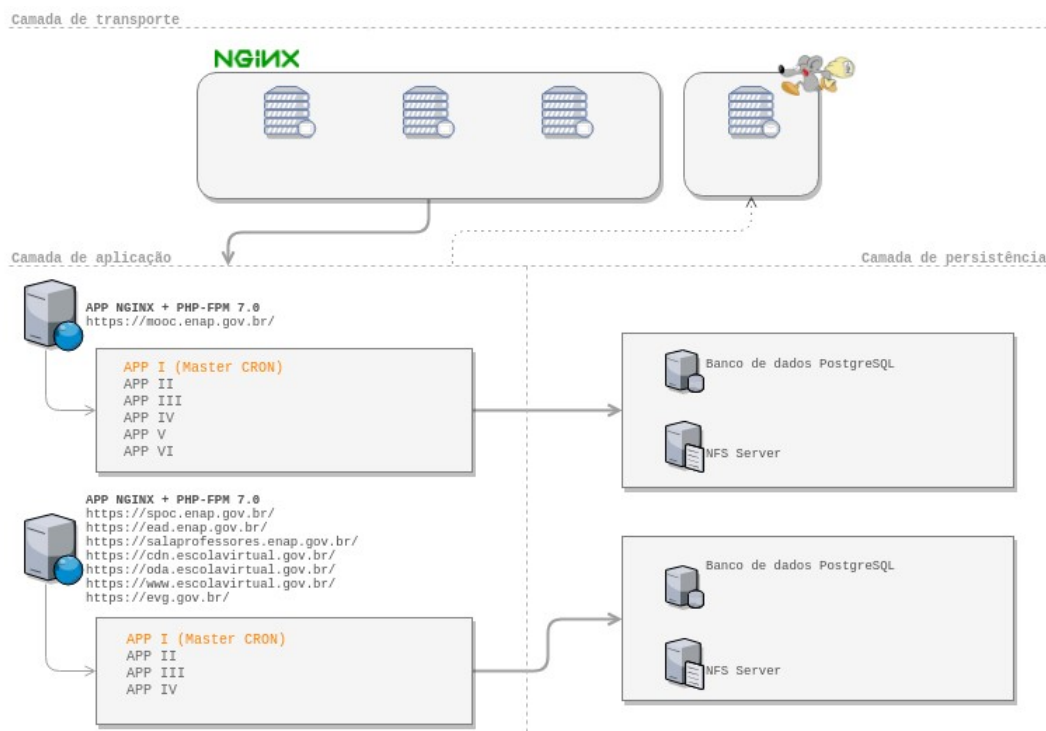 Camada de transporte
NGiNX
Camada de aplicação
Camada de persistência
APP NGINX + PHP-FPM 7.0
https://mooc.enap.gov.br/
APP I (Master CRON)
APP II
APP III
APP IV
APP V
APP VI
Banco de dados PostgreSQL
NFS Server
APP NGINX + PHP-FPM 7.0
https://spoc.enap.gov.br/
https://ead.enap.gov.br/
https://salaprofessores.enap.gov.br/
https://cdn.escolavirtual.gov.br/
https://oda.escolavirtual.gov.br/
https://www.escolavirtual.gov.br/
https://evg.gov.br/
APP I (Master CRON)
APP II
APP III
APP IV
Banco de dados PostgreSQL
NFS Server